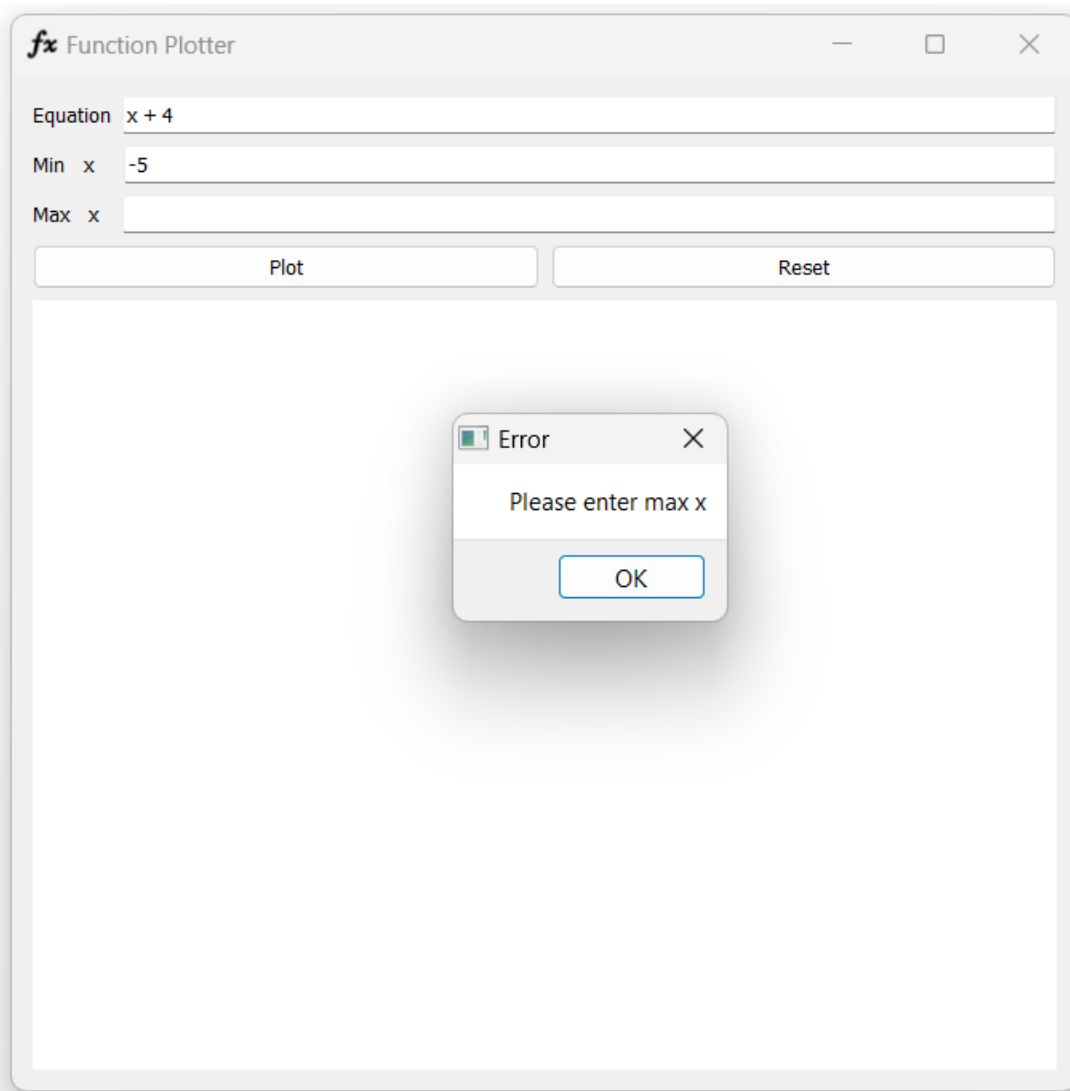 fx Function Plotter
Equation x + 4
Min x -5
Max x
Plot Reset
Error
Please enter max x
OK